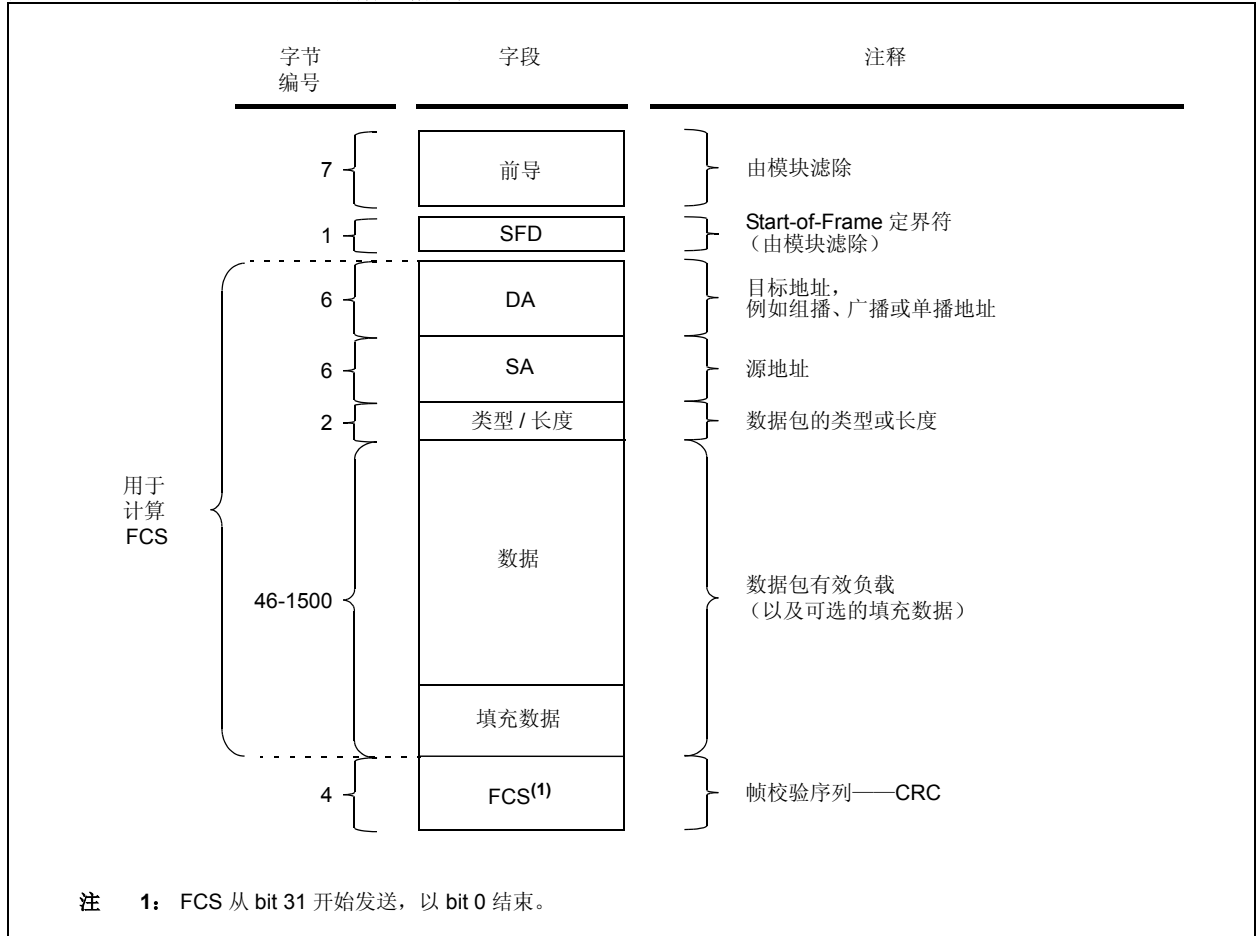 字节
编号
字段
注释
7
前导
由模块滤除
1
SFD
Start-of-Frame 定界符
（由模块滤除）
6
DA
目标地址，
例如组播、广播或单播地址
6
SA
源地址
2
类型 / 长度
数据包的类型或长度
用于
计算
FCS
46-1500
数据
数据包有效负载
（以及可选的填充数据）
填充数据
4
FCS(1)
帧校验序列——CRC
注 1： FCS 从 bit 31 开始发送，以 bit 0 结束。